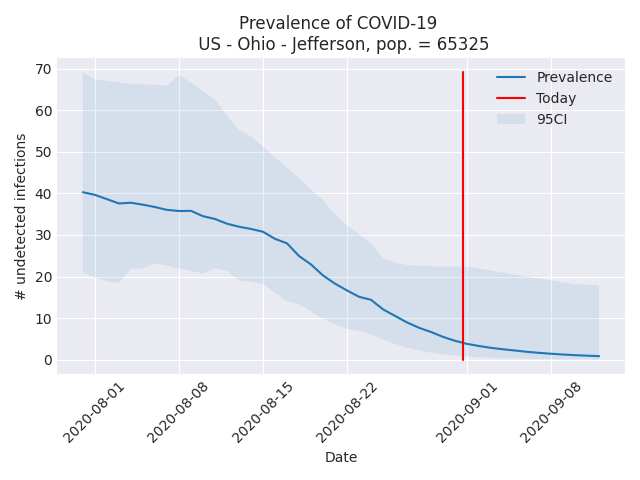 Prevalence of COVID-19
US - Ohio - Jefferson, pop. = 65325
Prevalence
Today
95CI
# undetected infections
70
60
50
40
30
20
10
0
2020-08-01
2020-08-08
2020-08-15
2020-08-22
2020-09-01
2020-09-08
Date